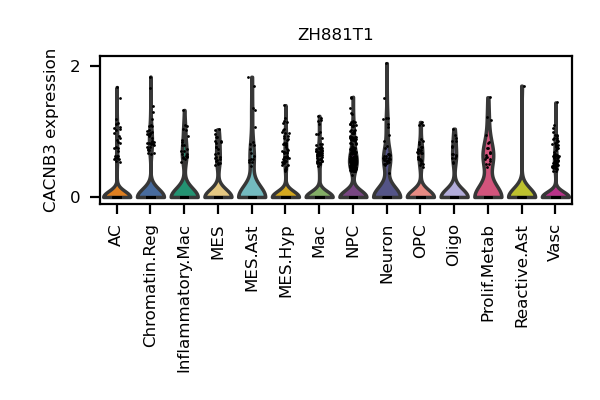 ZH881T1
CACNB3 expression
2
0
AC
Chromatin.Reg
Inflammatory.Mac
MES
MES.Ast
MES.Hyp
Mac
NPC
Neuron
OPC
Oligo
Prolif.Metab
Reactive.Ast
Vasc